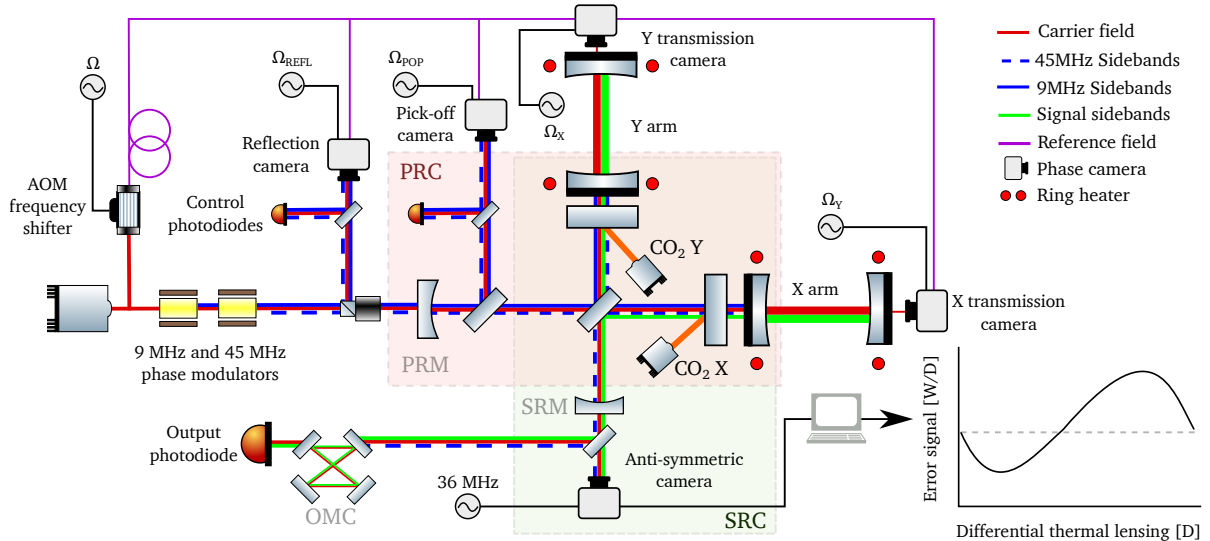 Ω
Ω_REFL
Ω_POP
Y transmission
camera
Ω_X
Pick-off
camera
Reflection
camera
Y arm
Carrier field
45MHz Sidebands
9MHz Sidebands
Signal sidebands
Reference field
Phase camera
Ring heater
AOM
frequency
shifter
Control
photodiodes
PRC
CO₂ Y
Ω_Y
X arm
X transmission
camera
9 MHz and 45 MHz
phase modulators
PRM
CO₂ X
SRM
Output
photodiode
OMC
36 MHz
Anti-symmetric
camera
SRC
Error signal [W/D]
Differential thermal lensing [D]